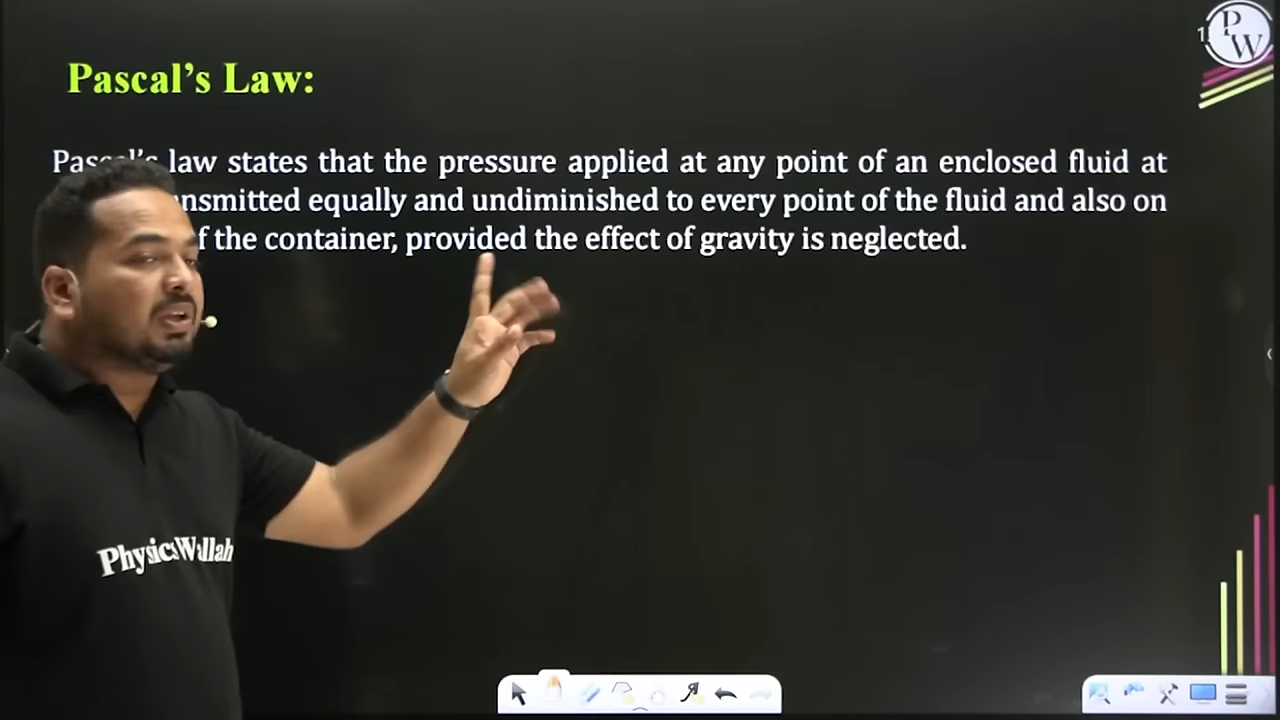 Pascal's Law:
Pascal's law states that the pressure applied at any point of an enclosed fluid at
nsmitted equally and undiminished to every point of the fluid and also on
f the container, provided the effect of gravity is neglected.
PhysicsWallah
PW